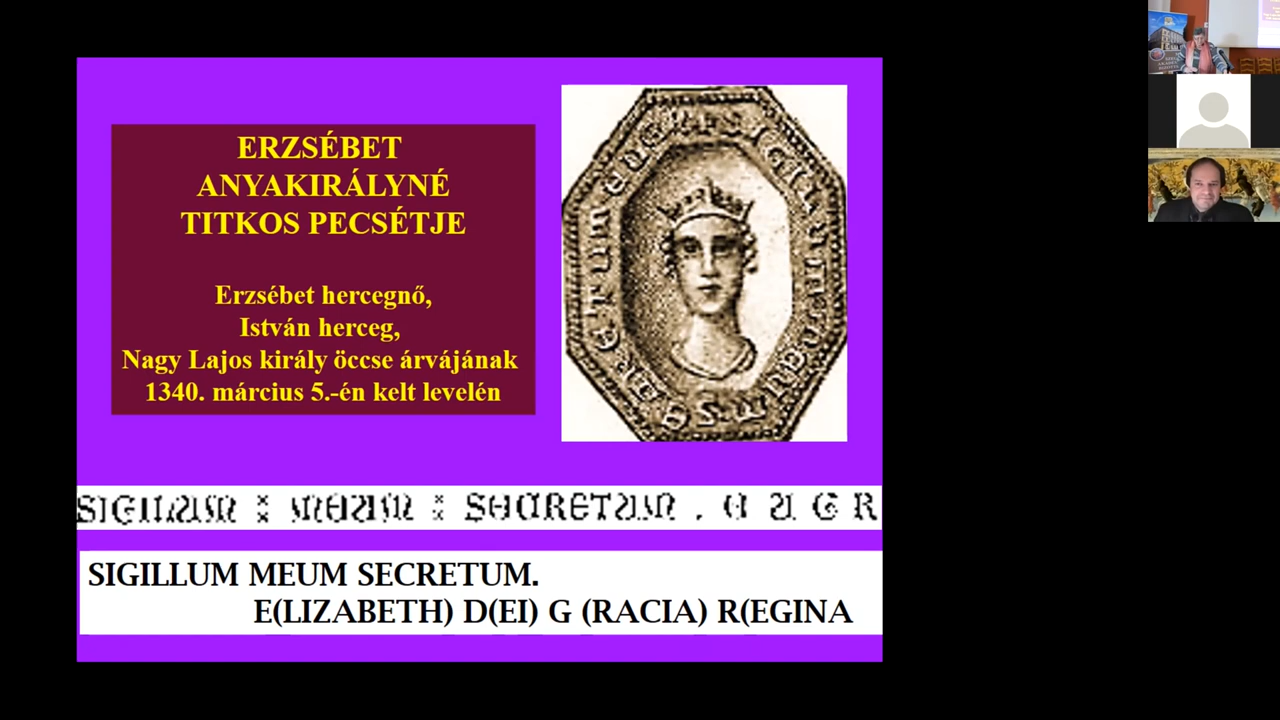 ERZSÉBET
ANYAKIRÁLYNÉ
TITKOS PECSÉTJE
Erzsébet hercegnő,
István herceg,
Nagy Lajos király öccse árvájának
1340. március 5.-én kelt levelén
SIGILLUM MEUM SECRETUM.
E(LIZABETH) D(EI) G (RACIA) R(EGINA